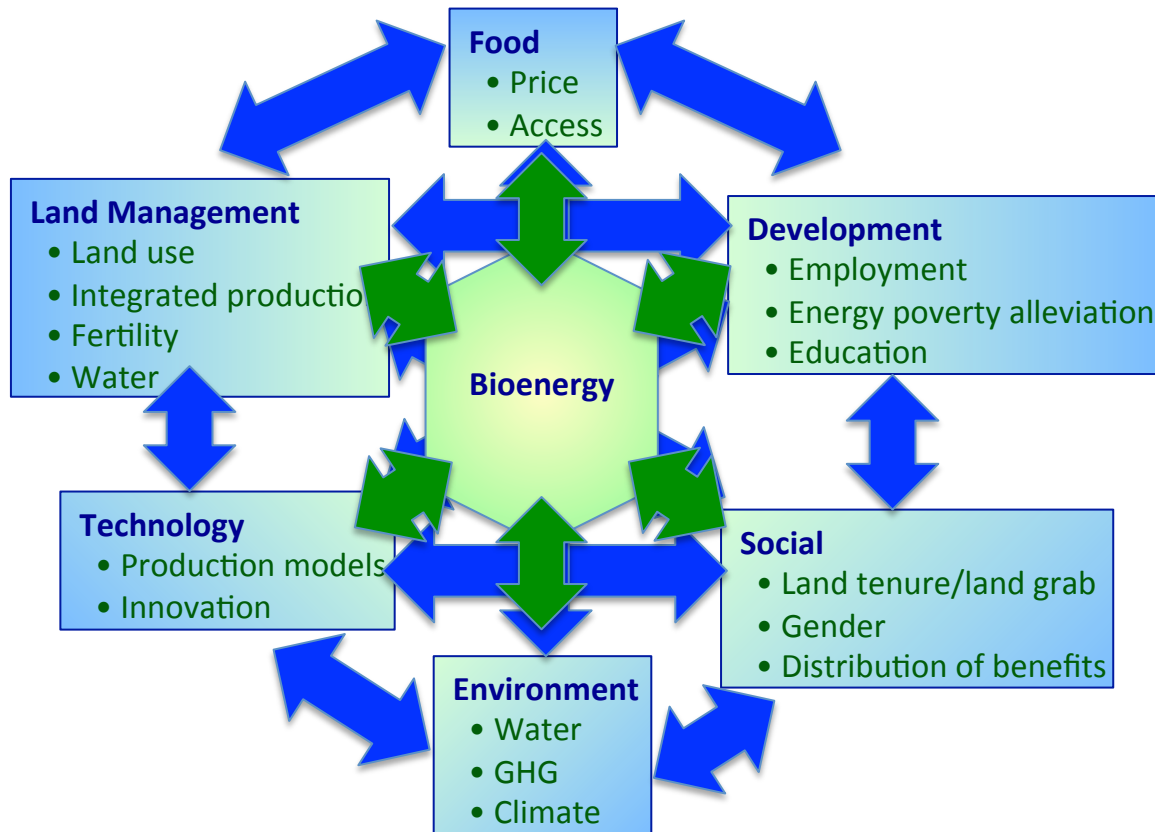 Food
• Price
• Access
Land Management
• Land use
• Integrated productio
• Fertility
• Water
Development
• Employment
• Energy poverty alleviation
• Education
Bioenergy
Technology
• Production models
• Innovation
Social
• Land tenure/land grab
• Gender
• Distribution of benefits
Environment
• Water
• GHG
• Climate